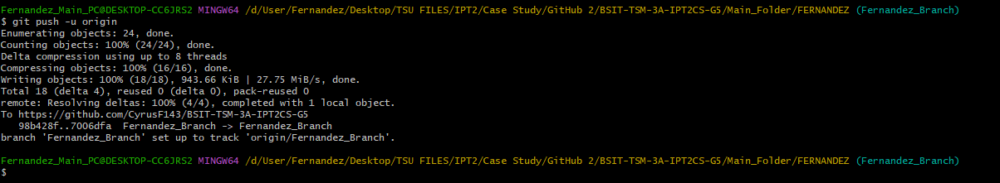 Fernandez_Main_PC@DESKTOP-CC6JRS2 MINGW64 /d/User/Fernandez/Desktop/TSU FILES/IPT2/Case Study/GitHub 2/BSIT-TSM-3A-IPT2CS-G5/Main_Folder/FERNANDEZ (Fernandez_Branch)
$ git push -u origin
Enumerating objects: 24, done.
Counting objects: 100% (24/24), done.
Delta compression using up to 8 threads
Compressing objects: 100% (16/16), done.
Writing objects: 100% (18/18), 943.66 KiB | 27.75 MiB/s, done.
Total 18 (delta 4), reused 0 (delta 0), pack-reused 0
remote: Resolving deltas: 100% (4/4), completed with 1 local object.
To https://github.com/CyrusF143/BSIT-TSM-3A-IPT2CS-G5
   98b428f..7006dfa  Fernandez_Branch -> Fernandez_Branch
branch 'Fernandez_Branch' set up to track 'origin/Fernandez_Branch'.
Fernandez_Main_PC@DESKTOP-CC6JRS2 MINGW64 /d/User/Fernandez/Desktop/TSU FILES/IPT2/Case Study/GitHub 2/BSIT-TSM-3A-IPT2CS-G5/Main_Folder/FERNANDEZ (Fernandez_Branch)
$